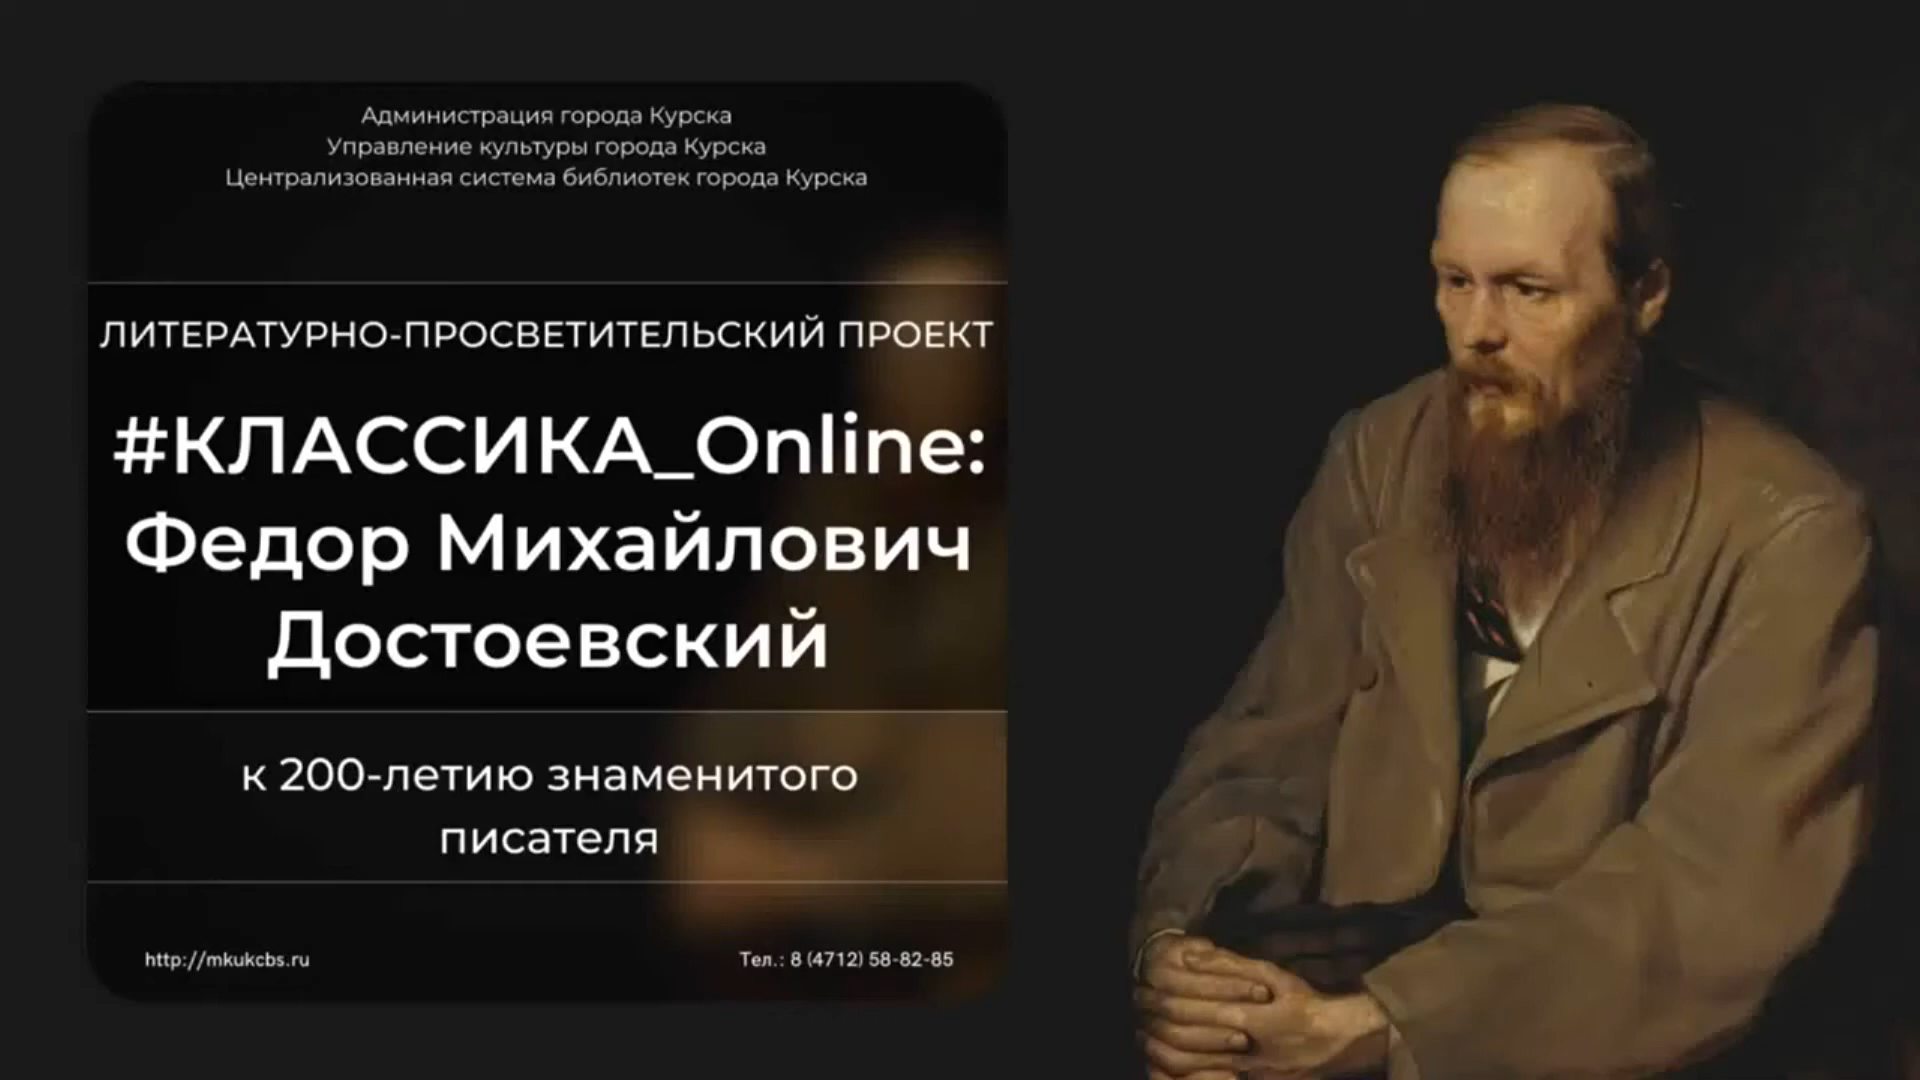 Администрация города Курска
Управление культуры города Курска
Централизованная система библиотек города Курска
ЛИТЕРАТУРНО-ПРОСВЕТИТЕЛЬСКИЙ ПРОЕКТ
#КЛАССИКА_Online:
Федор Михайлович
Достоевский
к 200-летию знаменитого
писателя
http://mkukcbs.ru
Тел.: 8 (4712) 58-82-85